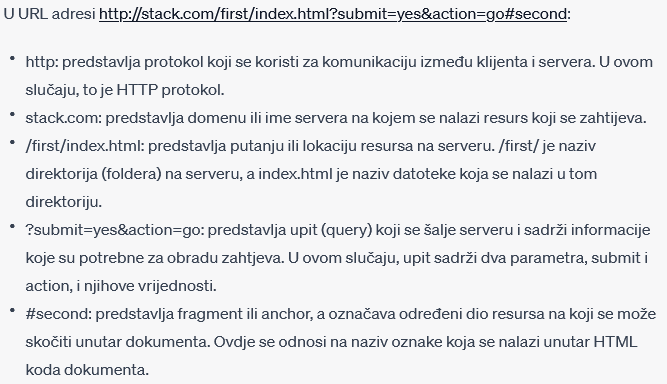 U URL adresi http://stack.com/first/index.html?submit=yes&action=go#second:
• http: predstavlja protokol koji se koristi za komunikaciju između klijenta i servera. U ovom
slučaju, to je HTTP protokol.
• stack.com: predstavlja domenu ili ime servera na kojem se nalazi resurs koji se zahtijeva.
• /first/index.html: predstavlja putanju ili lokaciju resursa na serveru. /first/ je naziv
direktorija (foldera) na serveru, a index.html je naziv datoteke koja se nalazi u tom
direktoriju.
• ?submit=yes&action=go: predstavlja upit (query) koji se šalje serveru i sadrži informacije
koje su potrebne za obradu zahtjeva. U ovom slučaju, upit sadrži dva parametra, submit i
action, i njihove vrijednosti.
• #second: predstavlja fragment ili anchor, a označava određeni dio resursa na koji se može
skočiti unutar dokumenta. Ovdje se odnosi na naziv oznake koja se nalazi unutar HTML
koda dokumenta.